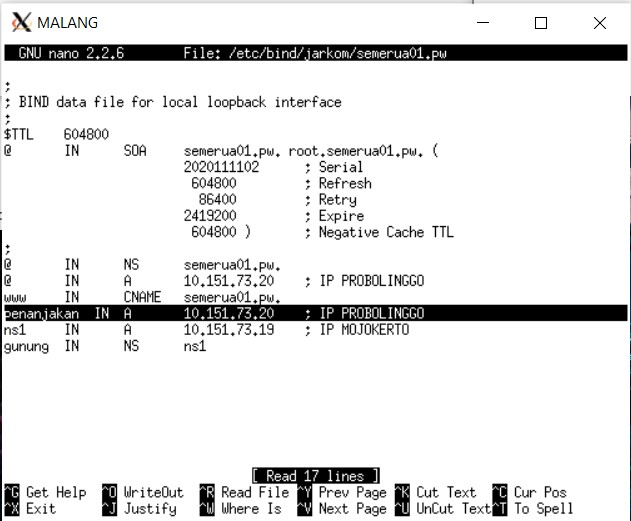 MALANG
GNU nano 2.2.6 File: /etc/bind/jarkom/semerua01.pw
;
; BIND data file for local loopback interface
;
$TTL 604800
@ IN SOA semerua01.pw. root.semerua01.pw. (
2020111102 ; Serial
604800 ; Refresh
86400 ; Retry
2419200 ; Expire
604800 ) ; Negative Cache TTL
;
@ IN NS semerua01.pw.
@ IN A 10.151.73.20 ; IP PROBOLINGGO
www IN CNAME semerua01.pw.
penanjakan IN A 10.151.73.20 ; IP PROBOLINGGO
ns1 IN A 10.151.73.19 ; IP MOJOKERTO
gunung IN NS ns1
[ Read 17 lines ]
^G Get Help ^O WriteOut ^R Read File ^Y Prev Page ^K Cut Text ^C Cur Pos
^X Exit ^J Justify ^W Where Is ^V Next Page ^U UnCut Text ^T To Spell